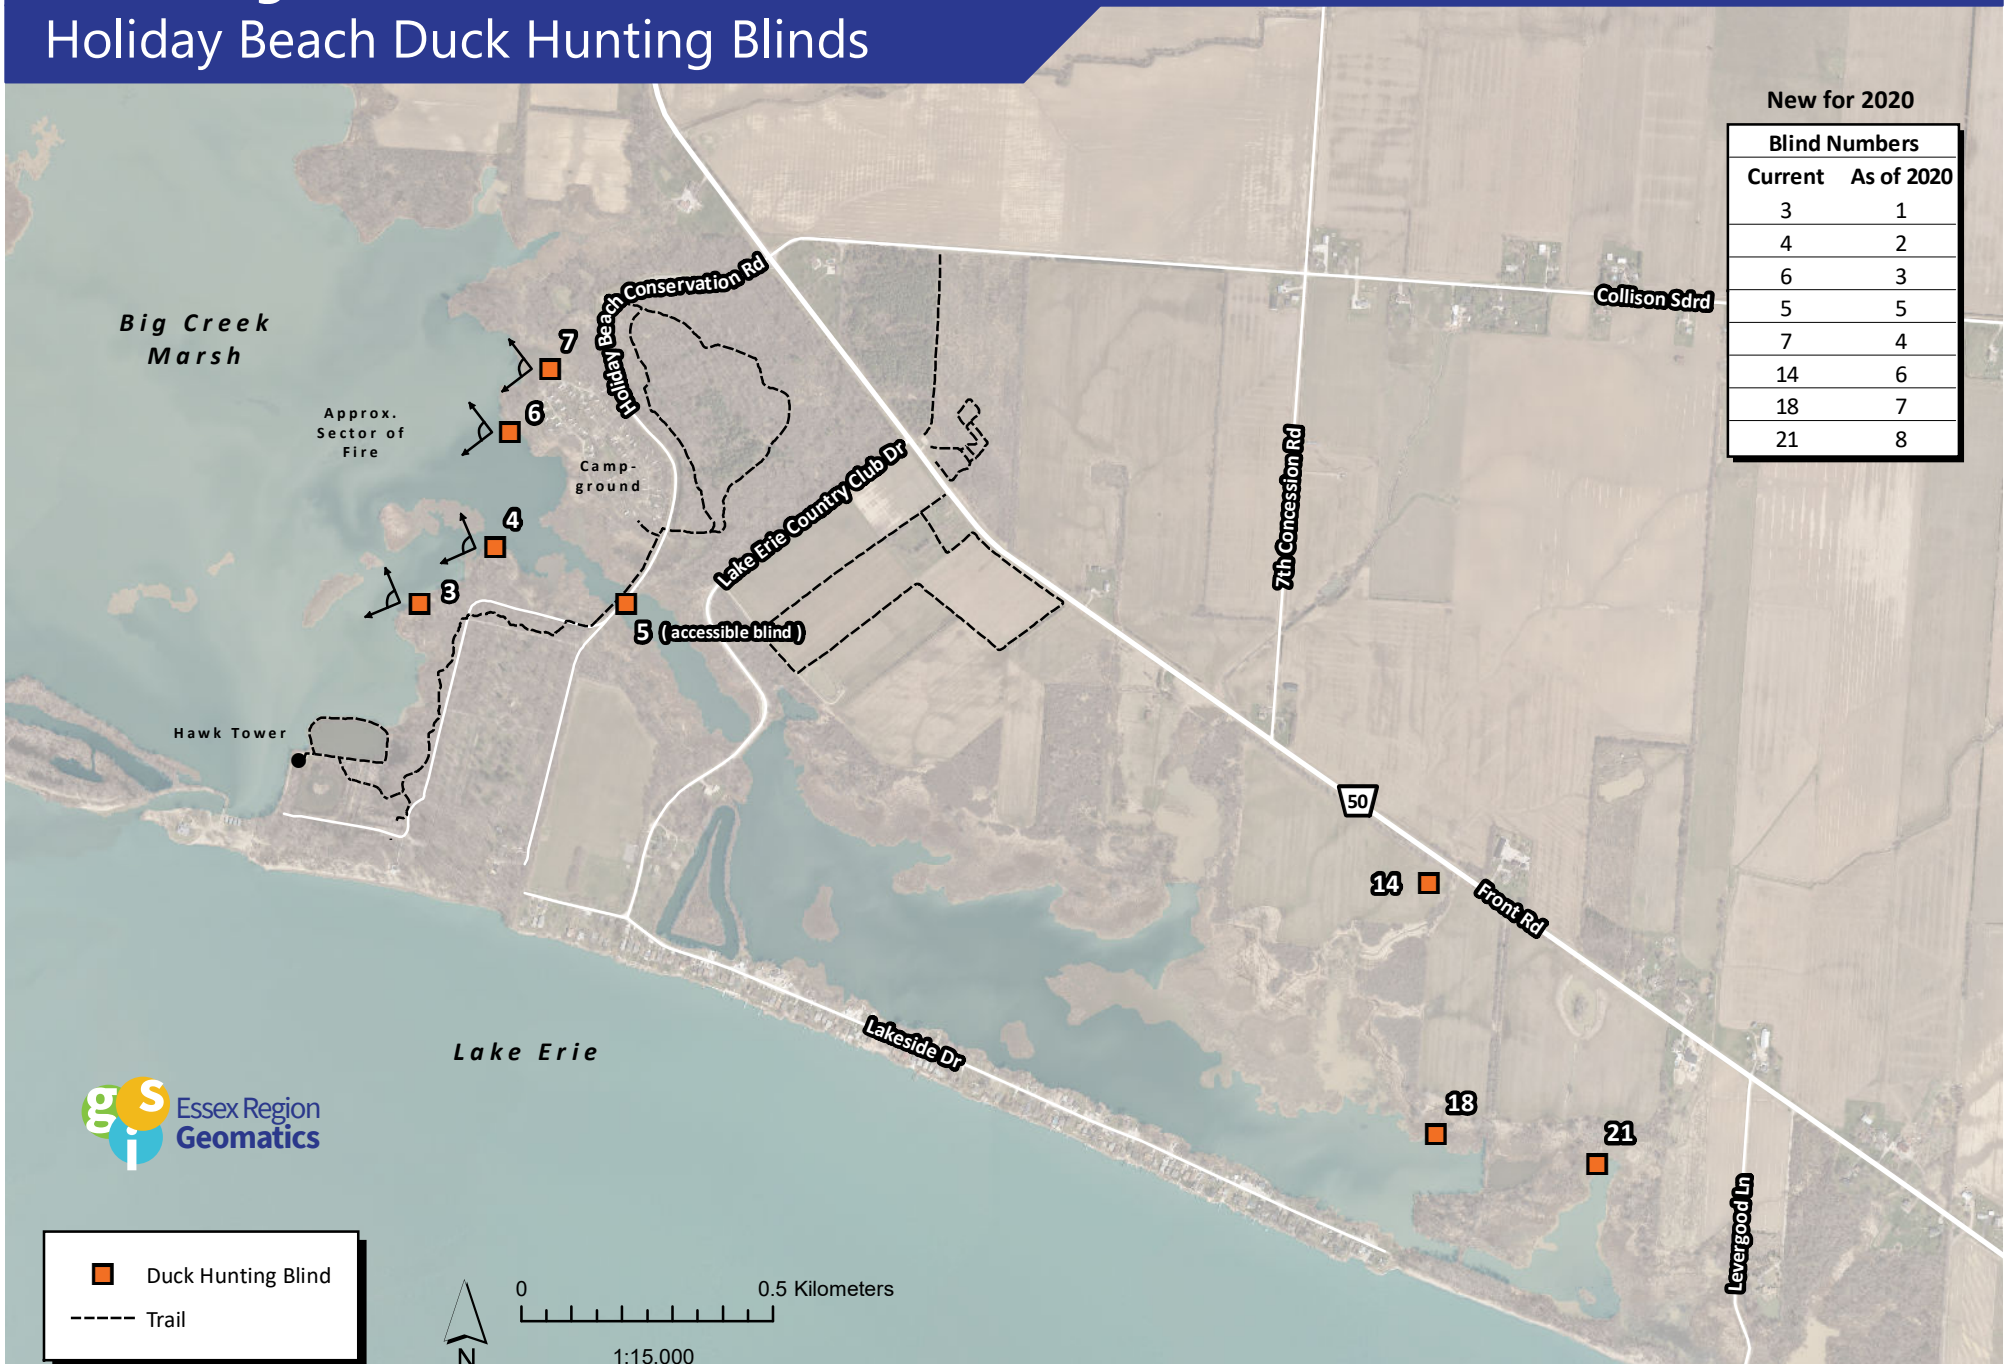 Holiday Beach Duck Hunting Blinds
New for 2020
Blind Numbers
Current As of 2020
3 1
4 2
6 3
5 5
7 4
14 6
18 7
21 8
Holiday Beach Conservation Rd
Collison Sdrd
Big Creek
Marsh
7
6
Approx.
Sector of
Fire
Camp-
ground
Lake Erie Country Club Dr
7th Concession Rd
4
3
5 ( accessible blind )
Hawk Tower
50
14
Front Rd
Lake Erie
Lakeside Dr
18
21
Levergood Ln
gis
Essex Region
Geomatics
Duck Hunting Blind
Trail
0 0.5 Kilometers
N
1:15,000